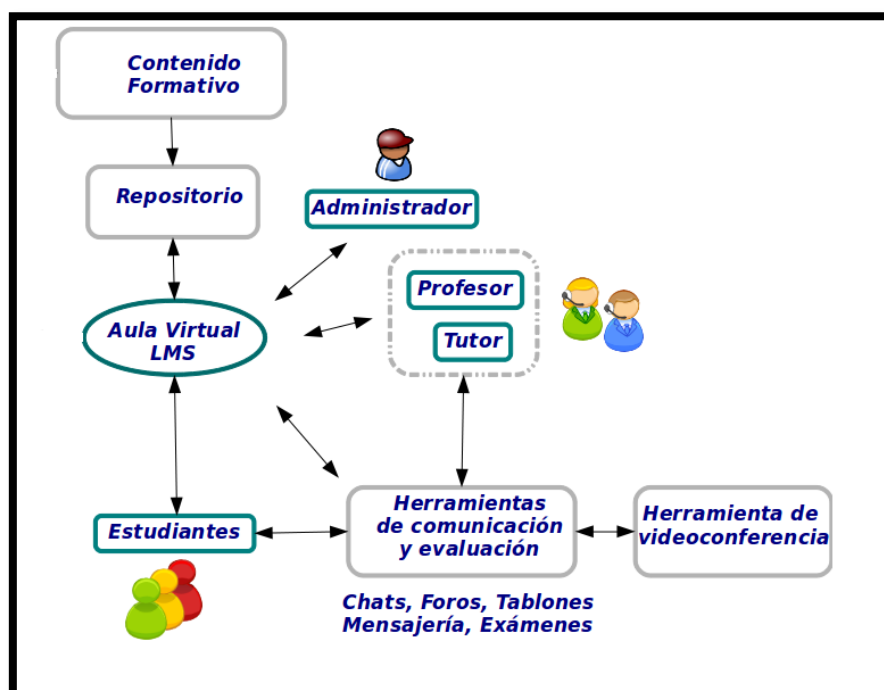 Contenido
Formativo
Repositorio
Administrador
Profesor
Tutor
Aula Virtual
LMS
Estudiantes
Herramientas
de comunicación
y evaluación
Herramienta de
videoconferencia
Chats, Foros, Tablones
Mensajería, Exámenes